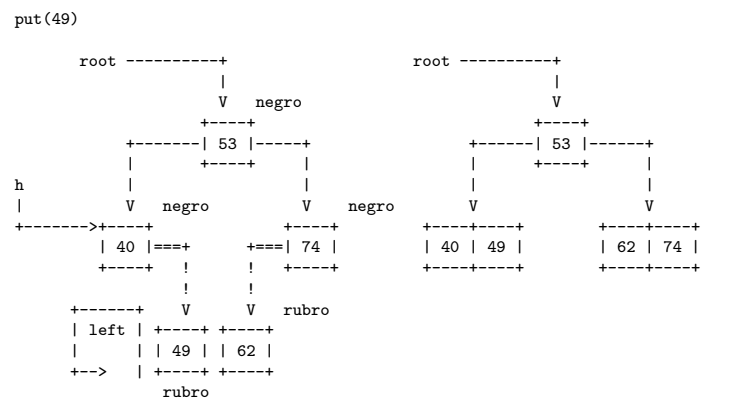 put(49)
root ----------+ root ----------+
| |
V negro V
+----+ +----+
+-------| 53 |-----+ +------| 53 |------+
| +----+ | | +----+ |
h | | | |
| V negro V negro V V
+------->+----+ +----+ +----+----+ +----+----+
| 40 |===+ +===| 74 | | 40 | 49 | | 62 | 74 |
+----+ ! ! +----+ +----+----+ +----+----+
! !
+------+ V V rubro
| left | +----+ +----+
| | | 49 | | 62 |
+--> | +----+ +----+
rubro